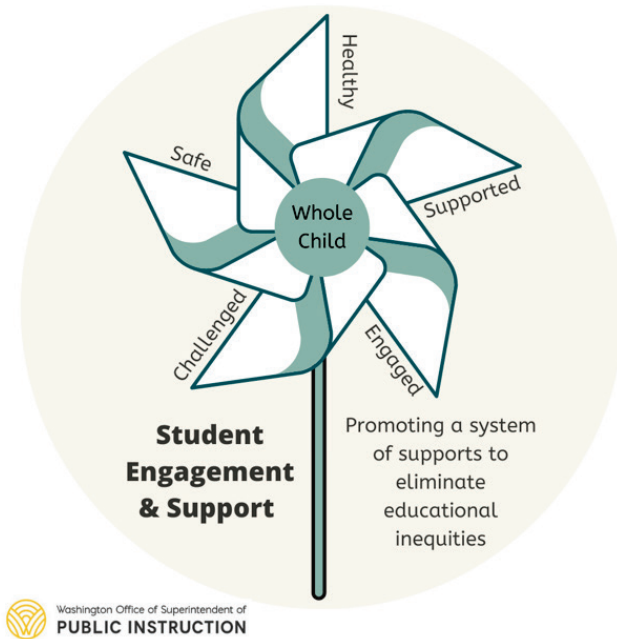 Healthy
Safe
Supported
Whole
Child
Challenged
Engaged
Student
Engagement
& Support
Promoting a system
of supports to
eliminate
educational
inequities
Washington Office of Superintendent of
PUBLIC INSTRUCTION